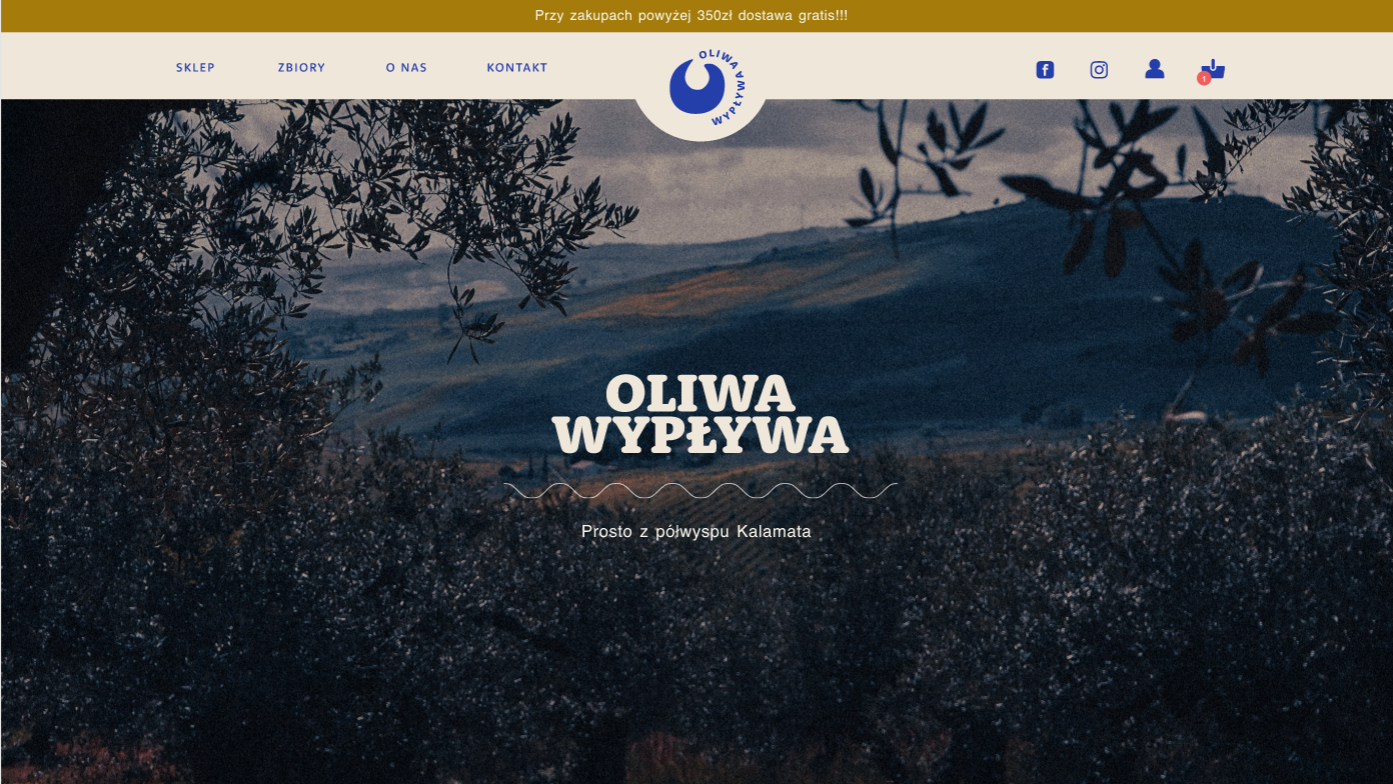 Przy zakupach powyżej 350zł dostawa gratis!!!
SKLEP
ZBIORY
O NAS
KONTAKT
OLIWA WYPŁYWA
1
OLIWA
WYPŁYWA
Prosto z półwyspu Kalamata